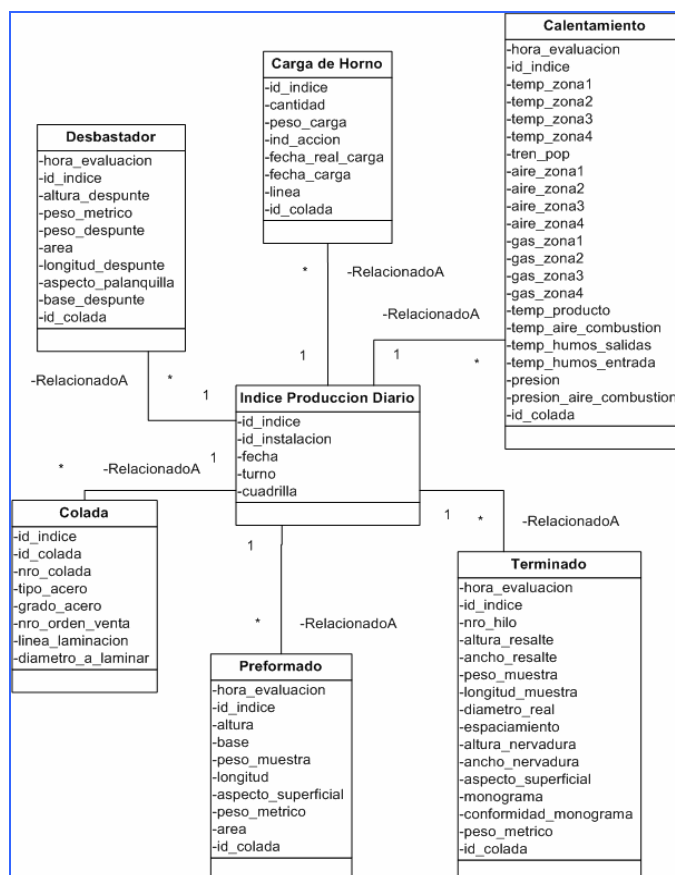 Calentamiento
-hora_evaluacion
-id_indice
-temp_zona1
-temp_zona2
-temp_zona3
-temp_zona4
-tren_pop
-aire_zona1
-aire_zona2
-aire_zona3
-aire_zona4
-gas_zona1
-gas_zona2
-gas_zona3
-gas_zona4
-temp_producto
-temp_aire_combustion
-temp_humos_salidas
-temp_humos_entrada
-presion
-presion_aire_combustion
-id_colada
Carga de Horno
-id_indice
-cantidad
-peso_carga
-ind_accion
-fecha_real_carga
-fecha_carga
-linea
-id_colada
Desbastador
-hora_evaluacion
-id_indice
-altura_despunte
-peso_metrico
-peso_despunte
-area
-longitud_despunte
-aspecto_palanquilla
-base_despunte
-id_colada
* -RelacionadoA
1
-RelacionadoA
1 *
-RelacionadoA * 1
Indice Produccion Diario
-id_indice
-id_instalacion
-fecha
-turno
-cuadrilla
1
* -RelacionadoA
Colada
-id_indice
-id_colada
-nro_colada
-tipo_acero
-grado_acero
-nro_orden_venta
-linea_laminacion
-diametro_a_laminar
1
* -RelacionadoA
1 * -RelacionadoA
Preformado
-hora_evaluacion
-id_indice
-altura
-base
-peso_muestra
-longitud
-aspecto_superficial
-peso_metrico
-area
-id_colada
Terminado
-hora_evaluacion
-id_indice
-nro_hilo
-altura_resalte
-ancho_resalte
-peso_muestra
-longitud_muestra
-diametro_real
-espaciamiento
-altura_nervadura
-ancho_nervadura
-aspecto_superficial
-monograma
-conformidad_monograma
-peso_metrico
-id_colada